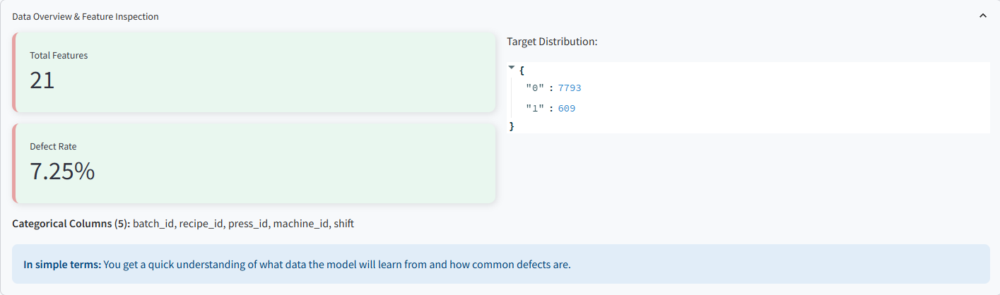 Data Overview & Feature Inspection
Total Features
21
Defect Rate
7.25%
Target Distribution:
{
"0" : 7793
"1" : 609
}
Categorical Columns (5): batch_id, recipe_id, press_id, machine_id, shift
In simple terms: You get a quick understanding of what data the model will learn from and how common defects are.